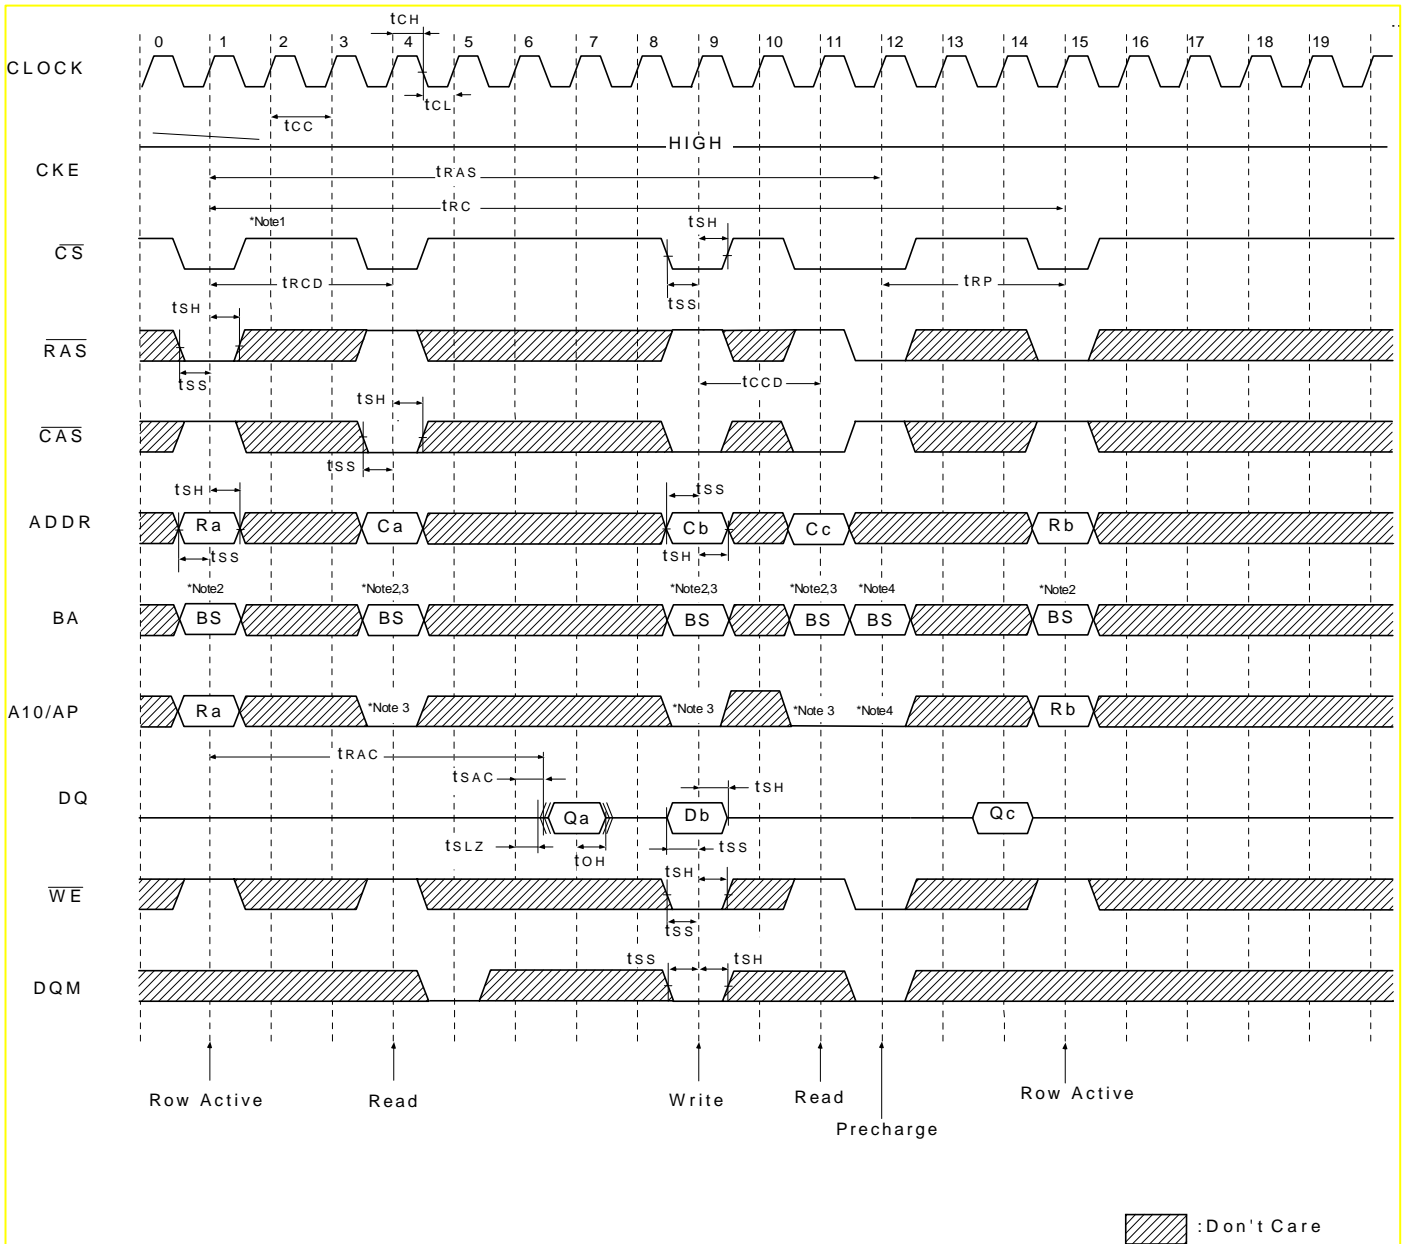 0 1 2 3 4 5 6 7 8 9 10 11 12 13 14 15 16 17 18 19
tCH
CLOCK
tCL
tCC
HIGH
CKE
tRAS
tRC
*Note1
tSH
CS
tRCD
tSS
tRP
tSH
RAS
tSS
tCCD
tSH
CAS
tSS
tSH
tSS
ADDR
Ra Ca Cb Cc Rb
tSS
tSH
*Note2 *Note2,3 *Note2,3 *Note2,3 *Note4 *Note2
BA
BS BS BS BS BS BS
A10/AP
Ra *Note 3 *Note 3 *Note 3 *Note4 Rb
tRAC
tSAC
tSH
DQ
Qa Db Qc
tSLZ
tOH
tSS
tSH
WE
tSS
tSS
tSH
DQM
Row Active Read Write Read Row Active
Precharge
:Don't Care